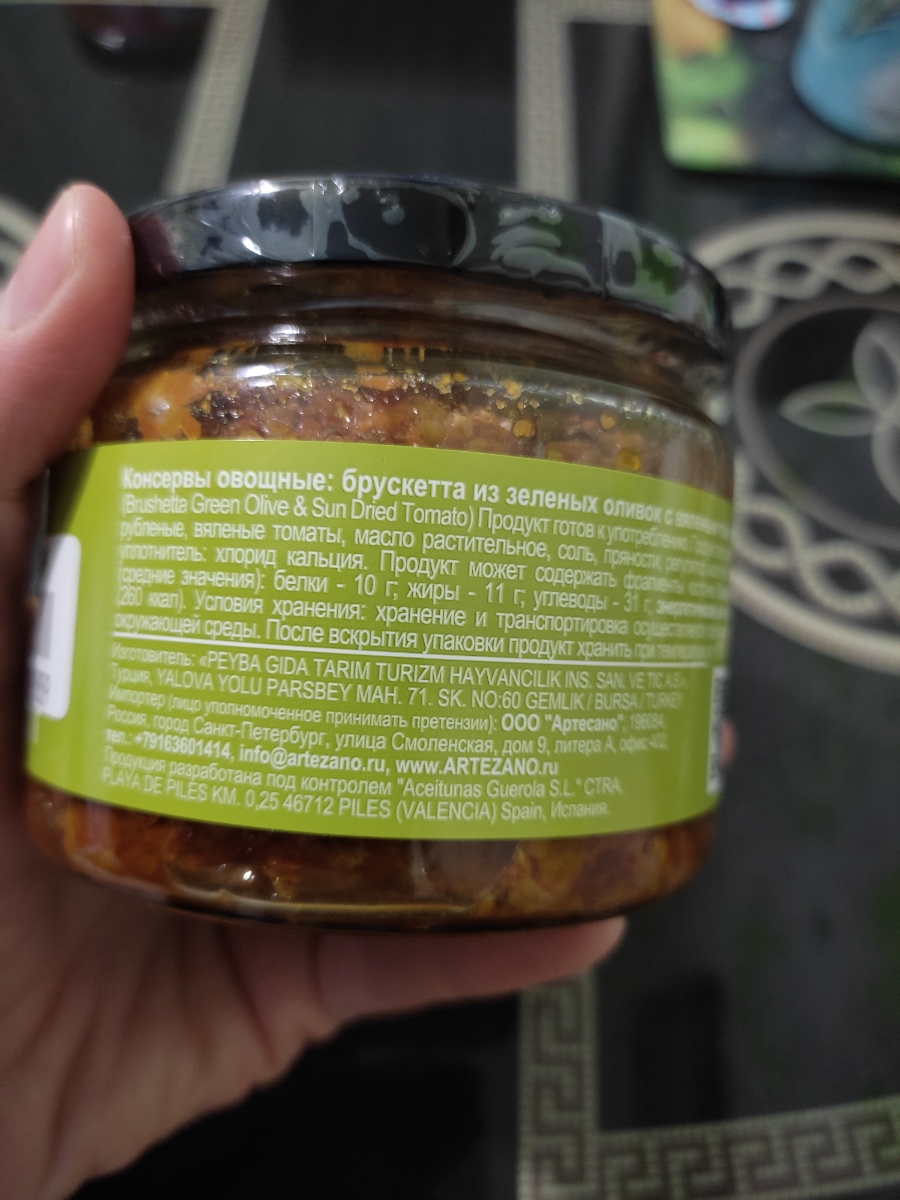 Консервы овощные: брускетта из зеленых оливок с
(Brushetta Green Olive & Sun Dried Tomato) Продукт готов к употреблению.
рубленые, вяленые томаты, масло растительное, соль, пряности,
уплотнитель: хлорид кальция. Продукт может содержать фрагменты
(средние значения): белки - 10 г; жиры - 11 г; углеводы - 31 г;
(260 ккал). Условия хранения: хранение и транспортировка
окружающей среды. После вскрытия упаковки продукт хранить при
Изготовитель: «PEYBA GIDA TARIM TURIZM HAYVANCILIK INS. SAN. VE TIC. A.S.
Турция, YALOVA YOLU PARSBEY MAH. 71. SK. NO:60 GEMLIK / BURSA / TURKEY
Импортер (лицо уполномоченное принимать претензии): ООО "Артесано", 196084,
Россия, город Санкт-Петербург, улица Смоленская, дом 9, литера А, офис
тел.: +79163601414, info@artezano.ru, www.ARTEZANO.ru
Продукция разработана под контролем "Aceitunas Guerola S.L." CTRA.
PLAYA DE PILES KM. 0,25 46712 PILES (VALENCIA) Spain, Испания.